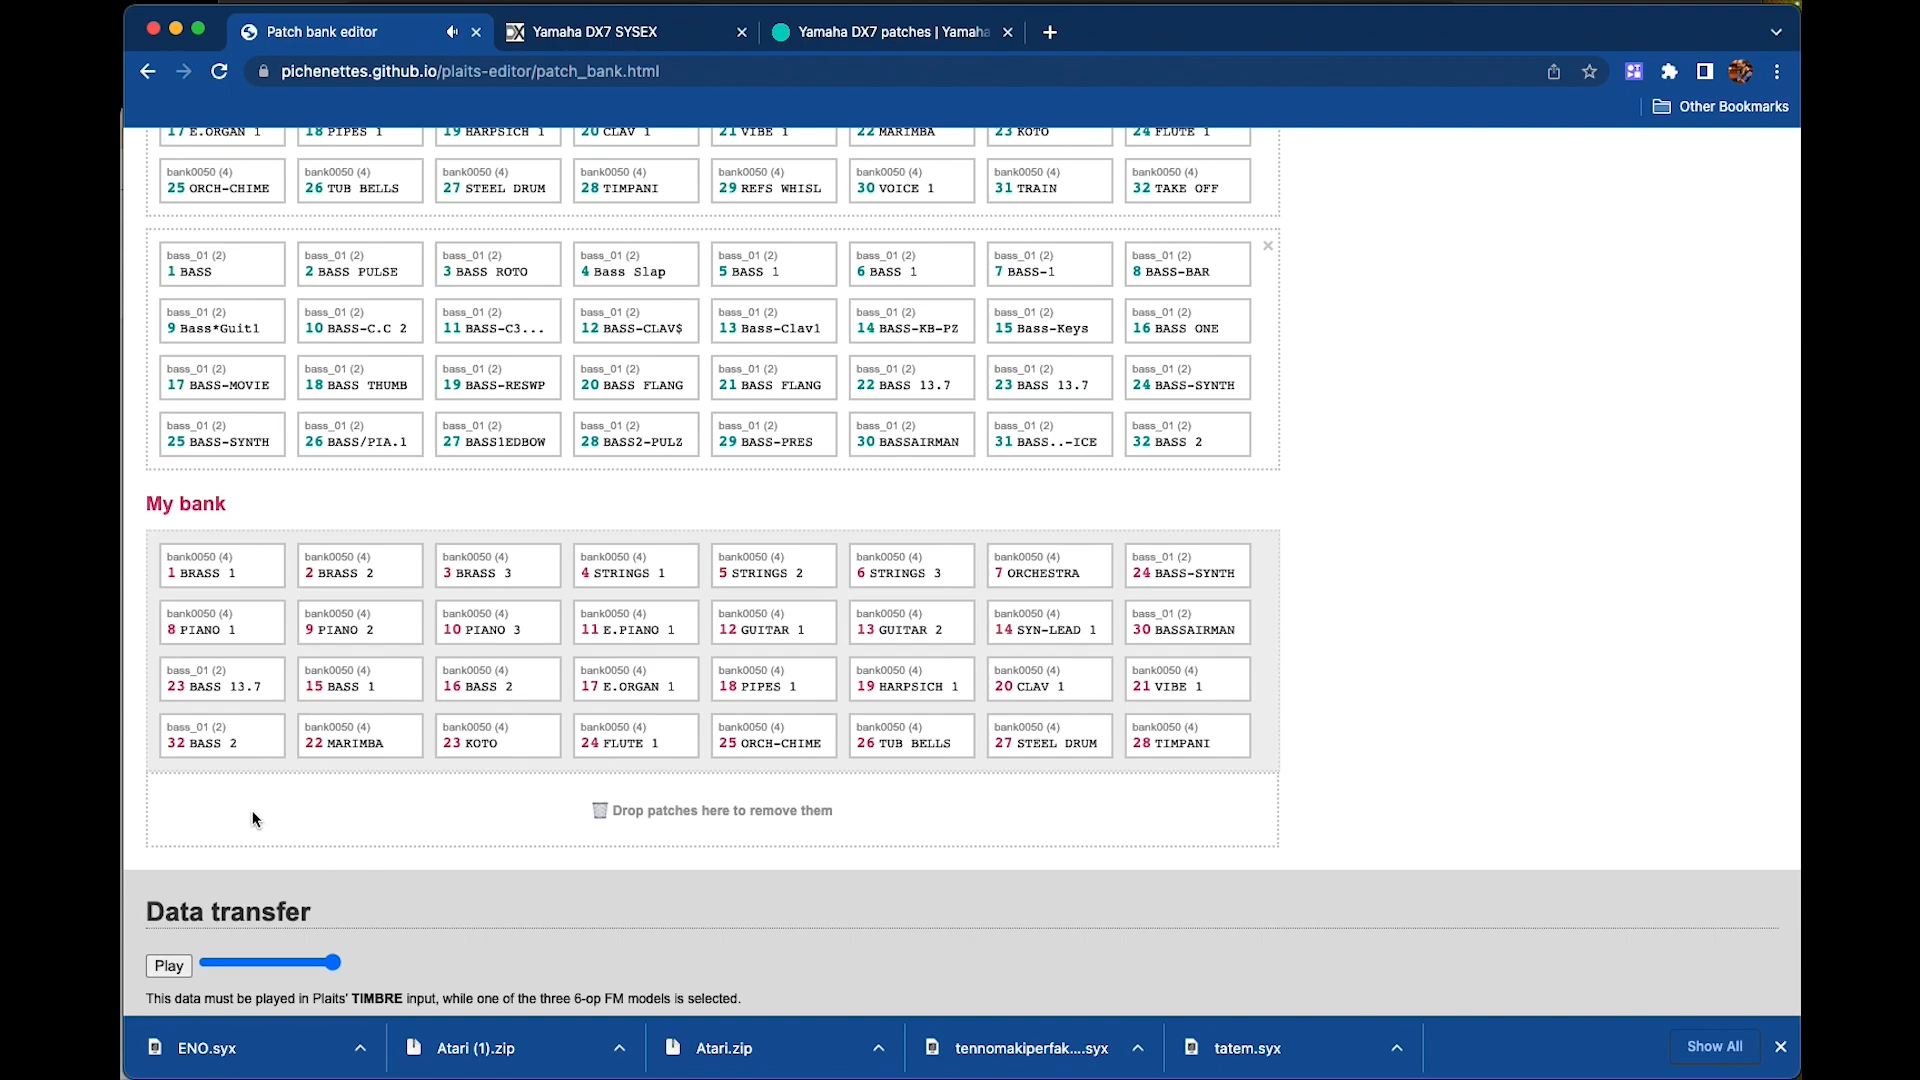 Patch bank editor
Yamaha DX7 SYSEX
Yamaha DX7 patches | Yamaha
pichenettes.github.io/plaits-editor/patch_bank.html
Other Bookmarks
17 E.ORGAN 1 18 PIPES 1 19 HARPSICH 1 20 CLAV 1 21 VIBE 1 22 MARIMBA 23 KOTO 24 FLUTE 1
bank0050 (4) bank0050 (4) bank0050 (4) bank0050 (4) bank0050 (4) bank0050 (4) bank0050 (4) bank0050 (4)
25 ORCH-CHIME 26 TUB BELLS 27 STEEL DRUM 28 TIMPANI 29 REFS WHISL 30 VOICE 1 31 TRAIN 32 TAKE OFF
bass_01 (2) bass_01 (2) bass_01 (2) bass_01 (2) bass_01 (2) bass_01 (2) bass_01 (2) bass_01 (2)
1 BASS 2 BASS PULSE 3 BASS ROTO 4 Bass Slap 5 BASS 1 6 BASS 1 7 BASS-1 8 BASS-BAR
bass_01 (2) bass_01 (2) bass_01 (2) bass_01 (2) bass_01 (2) bass_01 (2) bass_01 (2) bass_01 (2)
9 Bass*Guit1 10 BASS-C.C 2 11 BASS-C3... 12 BASS-CLAV$ 13 Bass-Clav1 14 BASS-KB-PZ 15 Bass-Keys 16 BASS ONE
bass_01 (2) bass_01 (2) bass_01 (2) bass_01 (2) bass_01 (2) bass_01 (2) bass_01 (2) bass_01 (2)
17 BASS-MOVIE 18 BASS THUMB 19 BASS-RESWP 20 BASS FLANG 21 BASS FLANG 22 BASS 13.7 23 BASS 13.7 24 BASS-SYNTH
bass_01 (2) bass_01 (2) bass_01 (2) bass_01 (2) bass_01 (2) bass_01 (2) bass_01 (2) bass_01 (2)
25 BASS-SYNTH 26 BASS/PIA.1 27 BASS1EDBOW 28 BASS2-PULZ 29 BASS-PRES 30 BASSAIRMAN 31 BASS..-ICE 32 BASS 2
My bank
bank0050 (4) bank0050 (4) bank0050 (4) bank0050 (4) bank0050 (4) bank0050 (4) bank0050 (4) bass_01 (2)
1 BRASS 1 2 BRASS 2 3 BRASS 3 4 STRINGS 1 5 STRINGS 2 6 STRINGS 3 7 ORCHESTRA 24 BASS-SYNTH
bank0050 (4) bank0050 (4) bank0050 (4) bank0050 (4) bank0050 (4) bank0050 (4) bank0050 (4) bass_01 (2)
8 PIANO 1 9 PIANO 2 10 PIANO 3 11 E.PIANO 1 12 GUITAR 1 13 GUITAR 2 14 SYN-LEAD 1 30 BASSAIRMAN
bass_01 (2) bank0050 (4) bank0050 (4) bank0050 (4) bank0050 (4) bank0050 (4) bank0050 (4) bank0050 (4)
23 BASS 13.7 15 BASS 1 16 BASS 2 17 E.ORGAN 1 18 PIPES 1 19 HARPSICH 1 20 CLAV 1 21 VIBE 1
bass_01 (2) bank0050 (4) bank0050 (4) bank0050 (4) bank0050 (4) bank0050 (4) bank0050 (4) bank0050 (4)
32 BASS 2 22 MARIMBA 23 KOTO 24 FLUTE 1 25 ORCH-CHIME 26 TUB BELLS 27 STEEL DRUM 28 TIMPANI
Drop patches here to remove them
Data transfer
Play
This data must be played in Plaits' TIMBRE input, while one of the three 6-op FM models is selected.
ENO.syx
Atari (1).zip
Atari.zip
tennomakiperfak....syx
tatem.syx
Show All